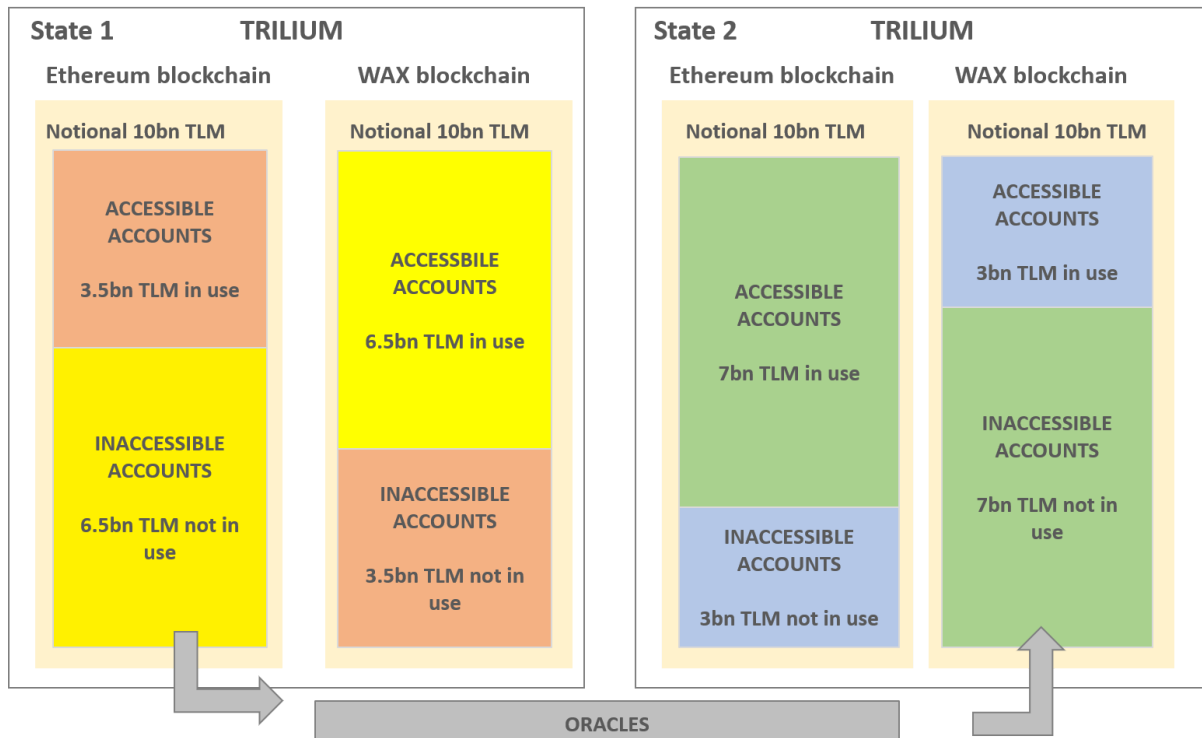 State 1 TRILIUM
Ethereum blockchain
WAX blockchain
Notional 10bn TLM
ACCESSIBLE
ACCOUNTS
3.5bn TLM in use
INACCESSIBLE
ACCOUNTS
6.5bn TLM not in
use
Notional 10bn TLM
ACCESSBILE
ACCOUNTS
6.5bn TLM in use
INACCESSIBLE
ACCOUNTS
3.5bn TLM not in
use
State 2 TRILIUM
Ethereum blockchain
WAX blockchain
Notional 10bn TLM
ACCESSIBLE
ACCOUNTS
7bn TLM in use
INACCESSIBLE
ACCOUNTS
3bn TLM not in use
Notional 10bn TLM
ACCESSIBLE
ACCOUNTS
3bn TLM in use
INACCESSIBLE
ACCOUNTS
7bn TLM not in
use
ORACLES